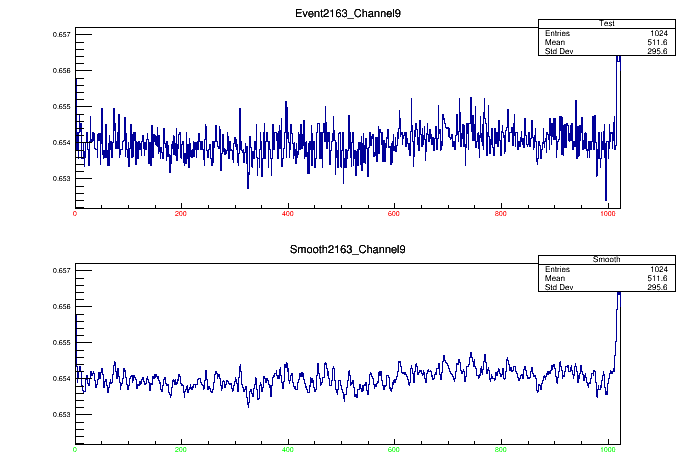 Event2163_Channel9
Test
Entries 1024
Mean 511.6
Std Dev 295.6
0.657
0.656
0.655
0.654
0.653
0 200 400 600 800 1000
Smooth2163_Channel9
Smooth
Entries 1024
Mean 511.6
Std Dev 295.6
0.657
0.656
0.655
0.654
0.653
0 200 400 600 800 1000